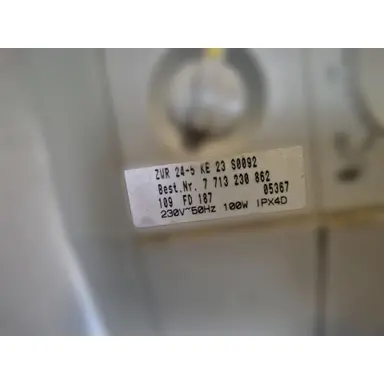 ZWR 24-5 KE 23 S0092
Best.Nr. 7 713 230 862
109 FD 187 05367
230V~50Hz 100W IPX4D